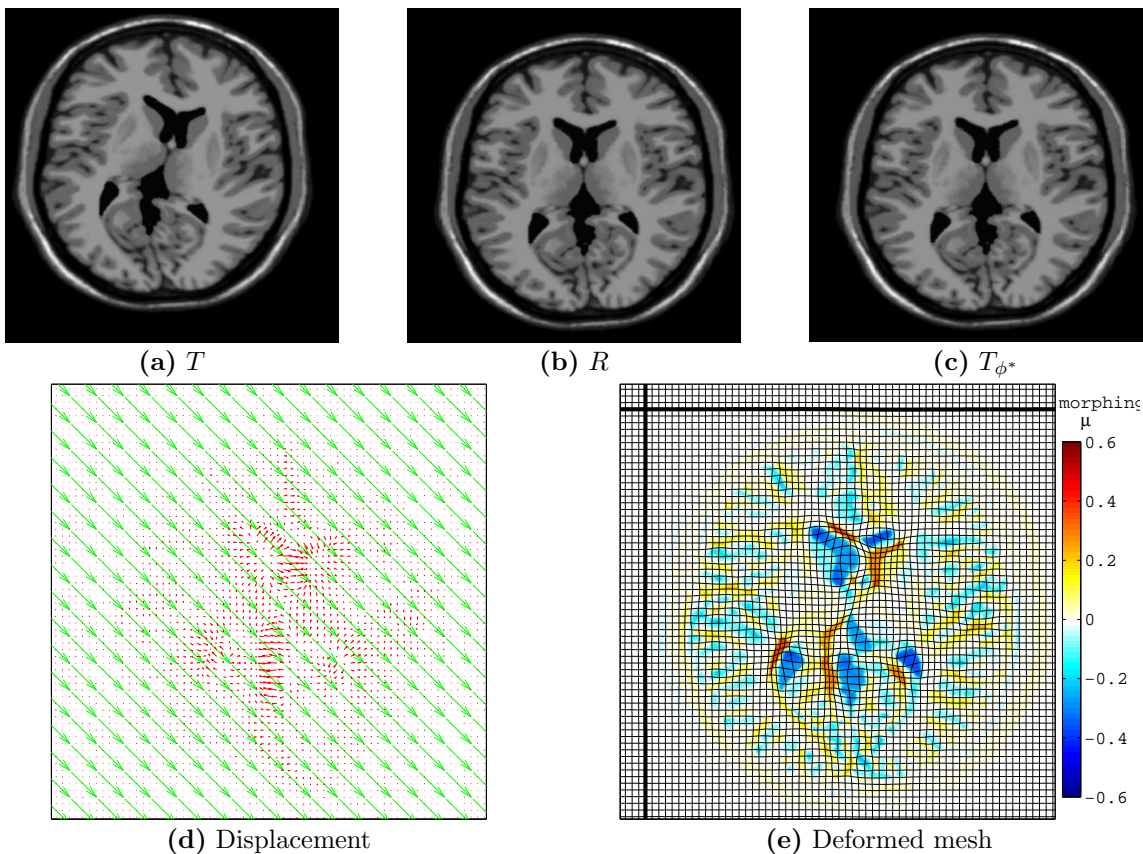 (a) T
(b) R
(c) T_{ϕ*}
morphing
μ
0.6
0.4
0.2
0
−0.2
−0.4
−0.6
(d) Displacement
(e) Deformed mesh